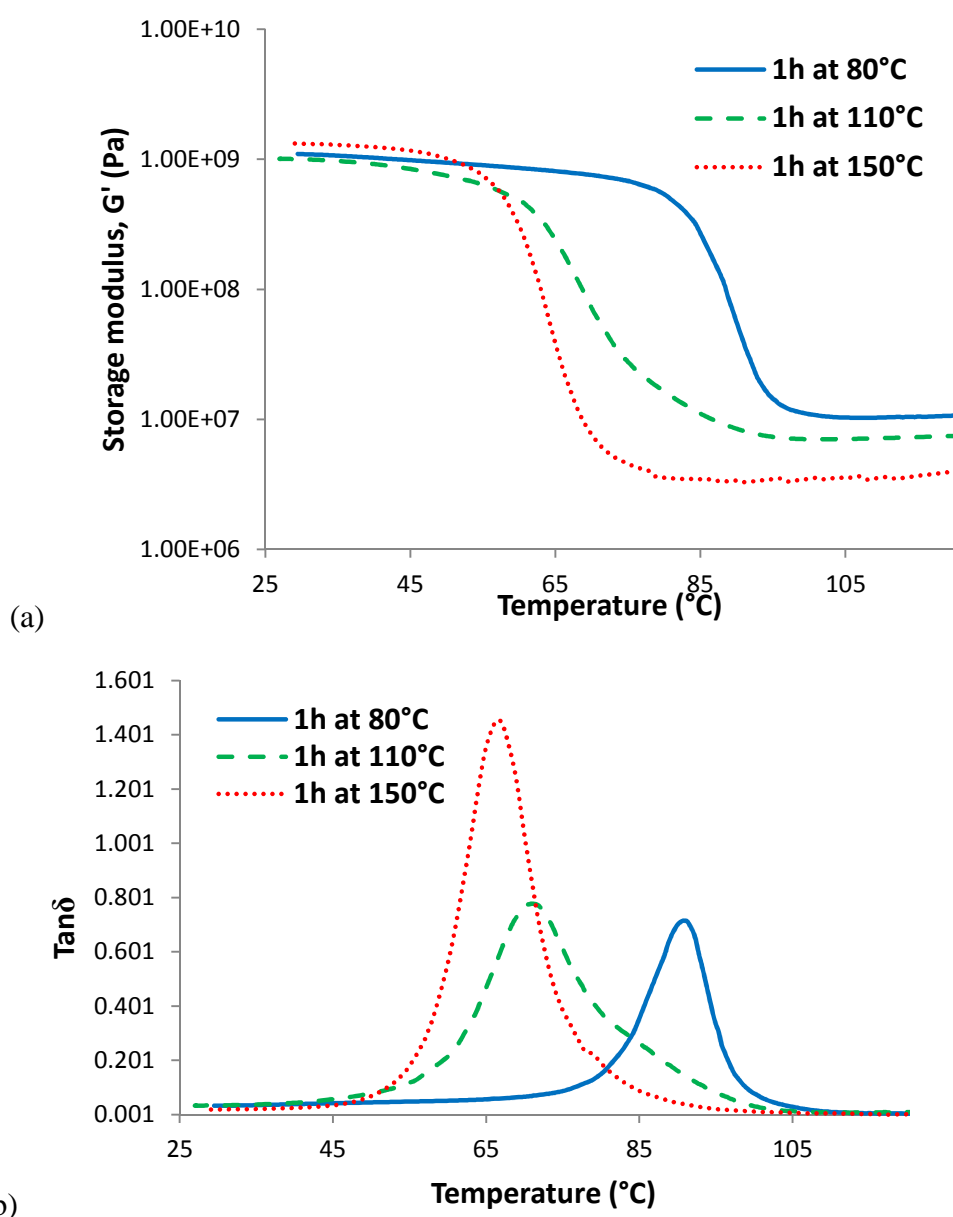 1.00E+10
1h at 80°C
1h at 110°C
1h at 150°C
1.00E+09
1.00E+08
1.00E+07
1.00E+06
Storage modulus, G' (Pa)
25 45 65 85 105
Temperature (°C)
(a)
1.601
1.401
1.201
1.001
0.801
0.601
0.401
0.201
0.001
1h at 80°C
1h at 110°C
1h at 150°C
Tanδ
25 45 65 85 105
Temperature (°C)
b)